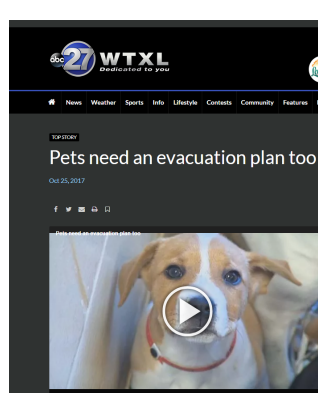 abc 27 WTXL
Dedicated to you
News Weather Sports Info Lifestyle Contests Community Features
TOP STORY
Pets need an evacuation plan too
Oct 25, 2017
Pets need an evacuation plan too